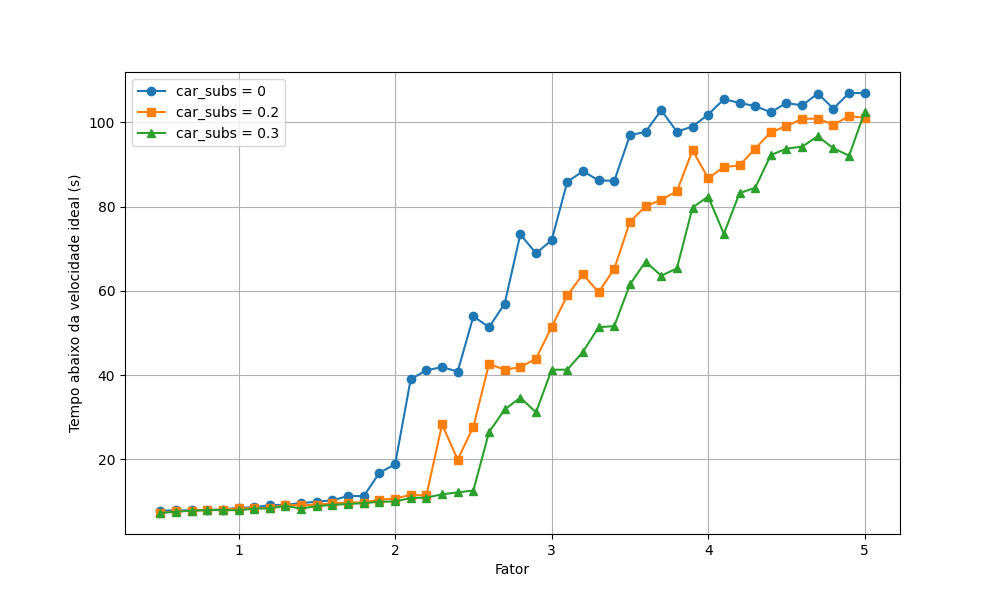 car_subs = 0
car_subs = 0.2
car_subs = 0.3
Tempo abaixo da velocidade ideal (s)
100
80
60
40
20
1 2 3 4 5
Fator